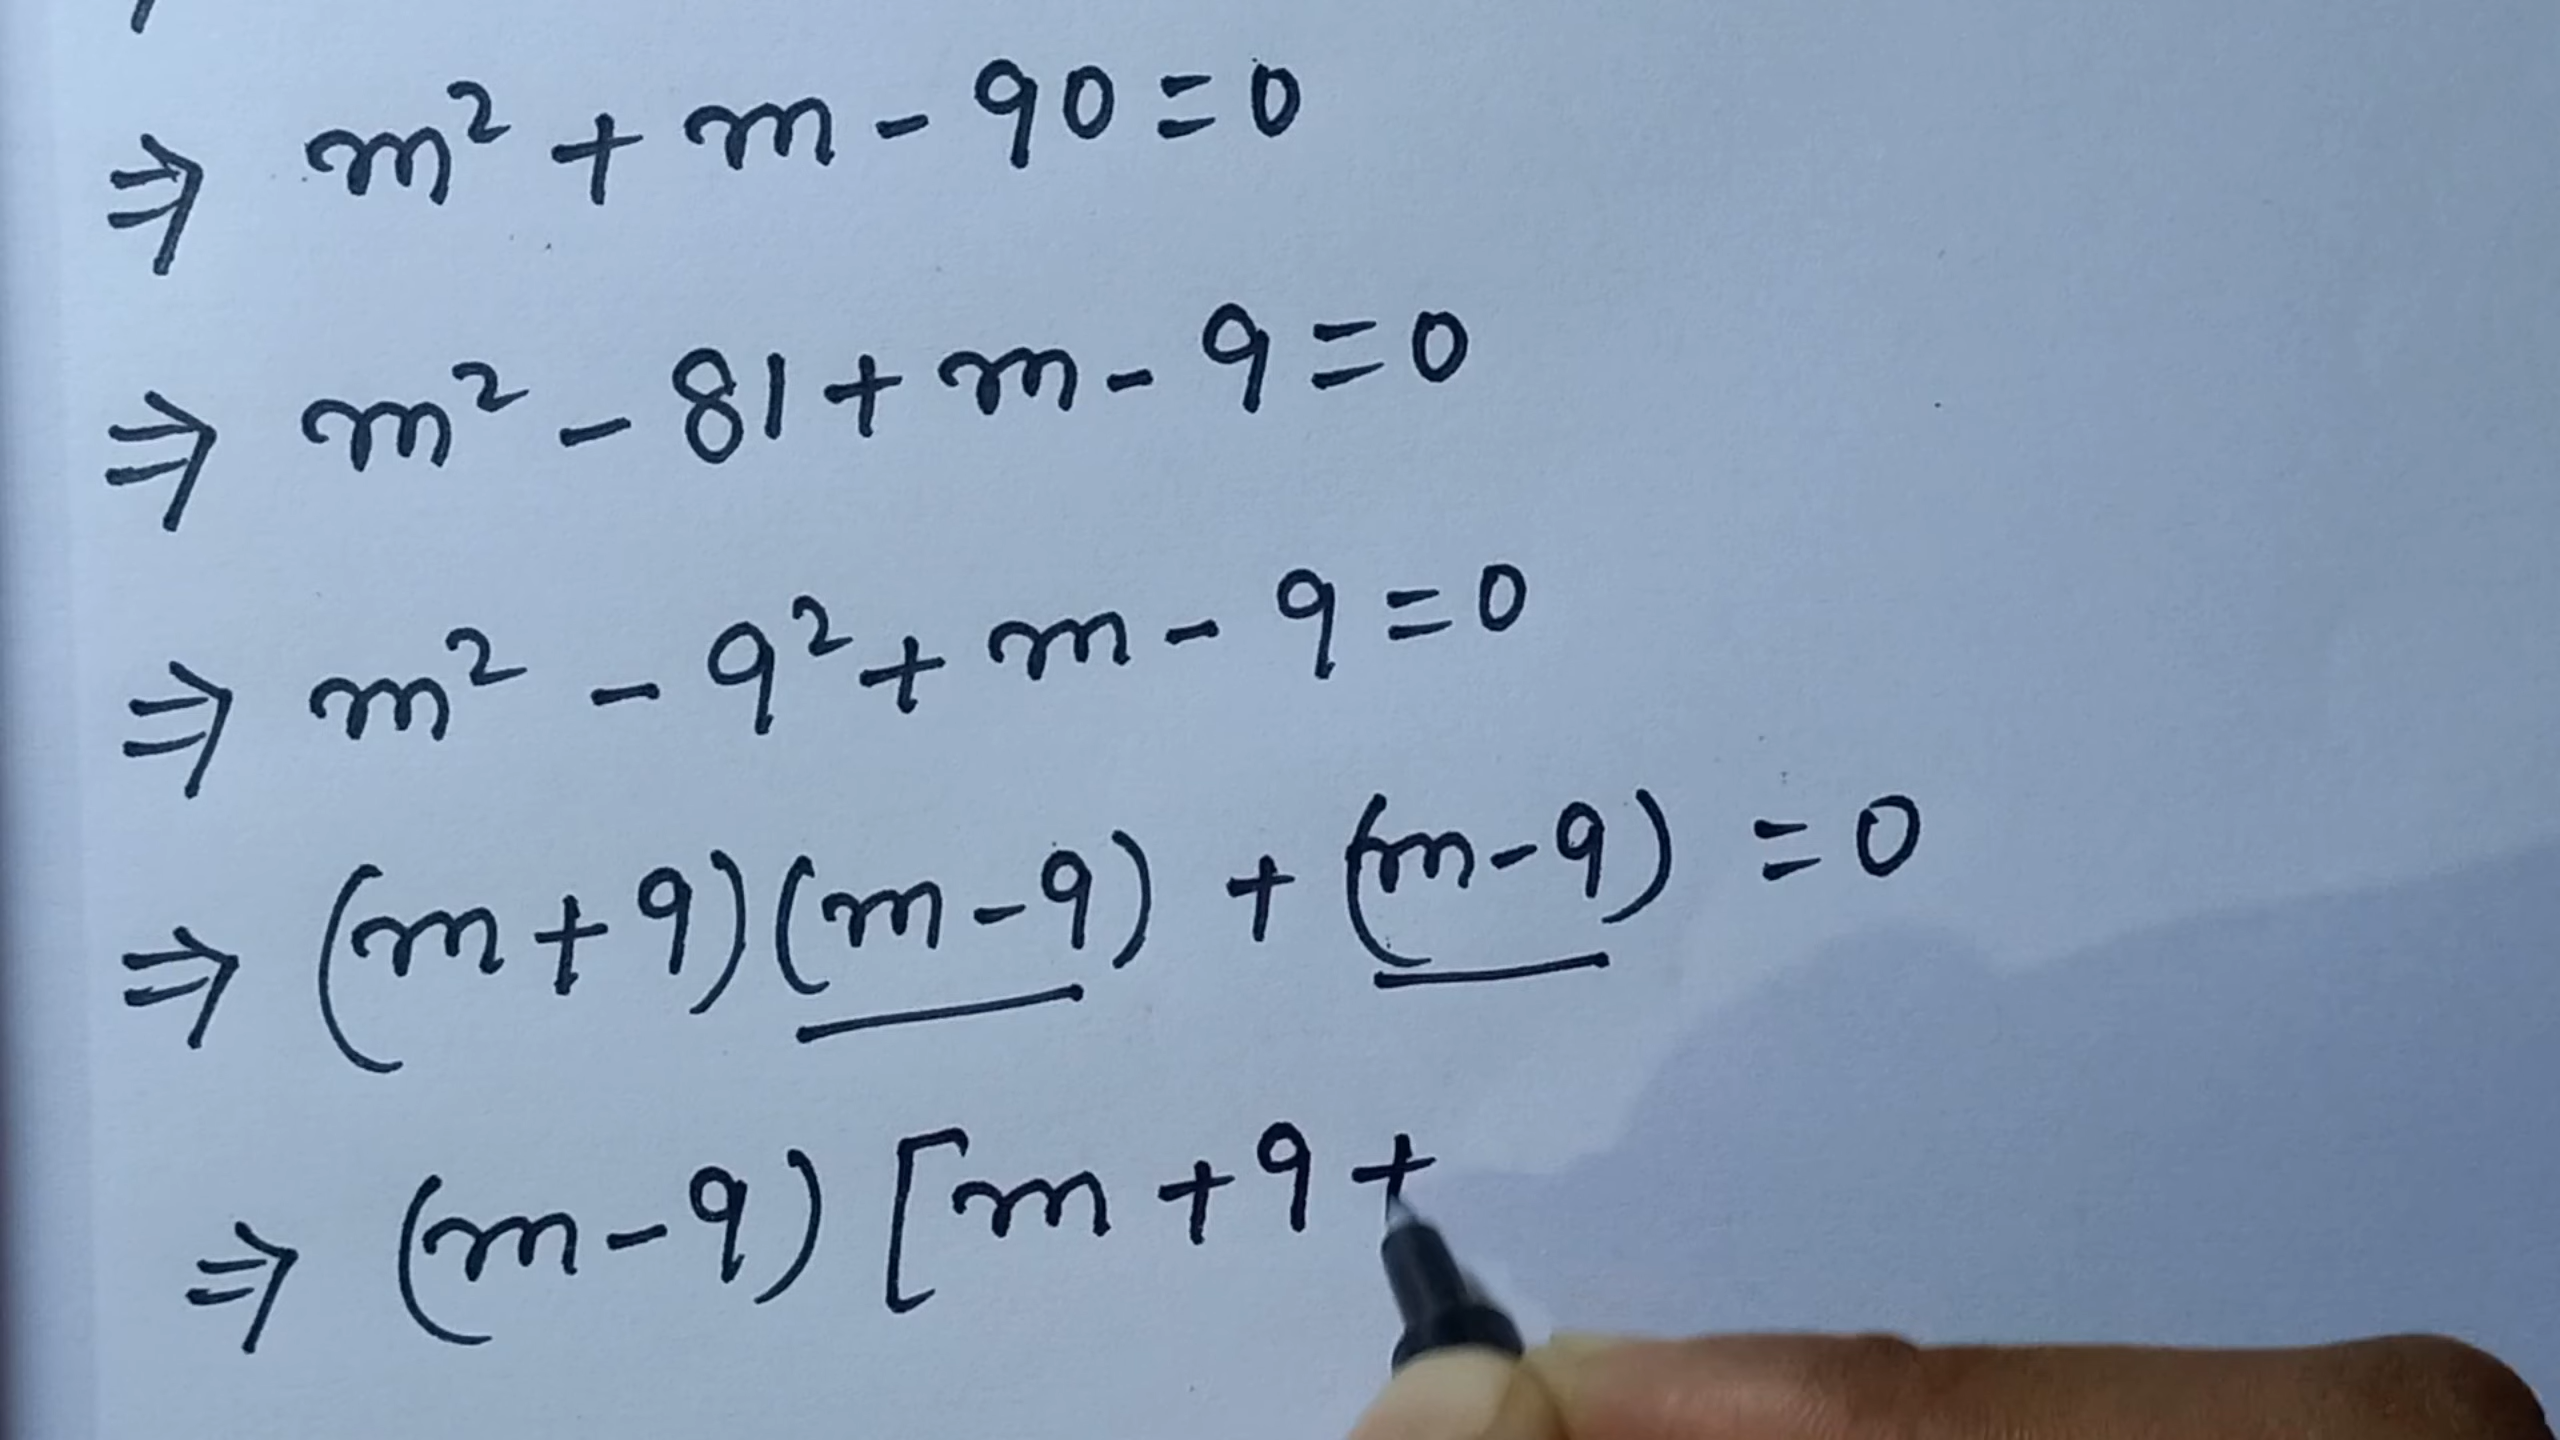 ⇒ m² + m - 90 = 0
⇒ m² - 81 + m - 9 = 0
⇒ m² - 9² + m - 9 = 0
⇒ (m+9)(m-9) + (m-9) = 0
⇒ (m-9) [m+9+